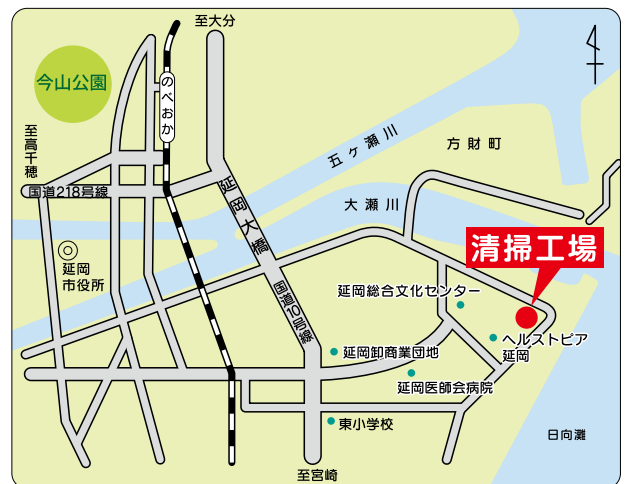 至大分
今山公園
のべおか
至高千穂
国道218号線
五ヶ瀬川
方財町
延岡大橋
大瀬川
清掃工場
延岡
市役所
国道10号線
延岡総合文化センター
ヘルストピア
延岡
延岡卸商業団地
延岡医師会病院
東小学校
日向灘
至宮崎